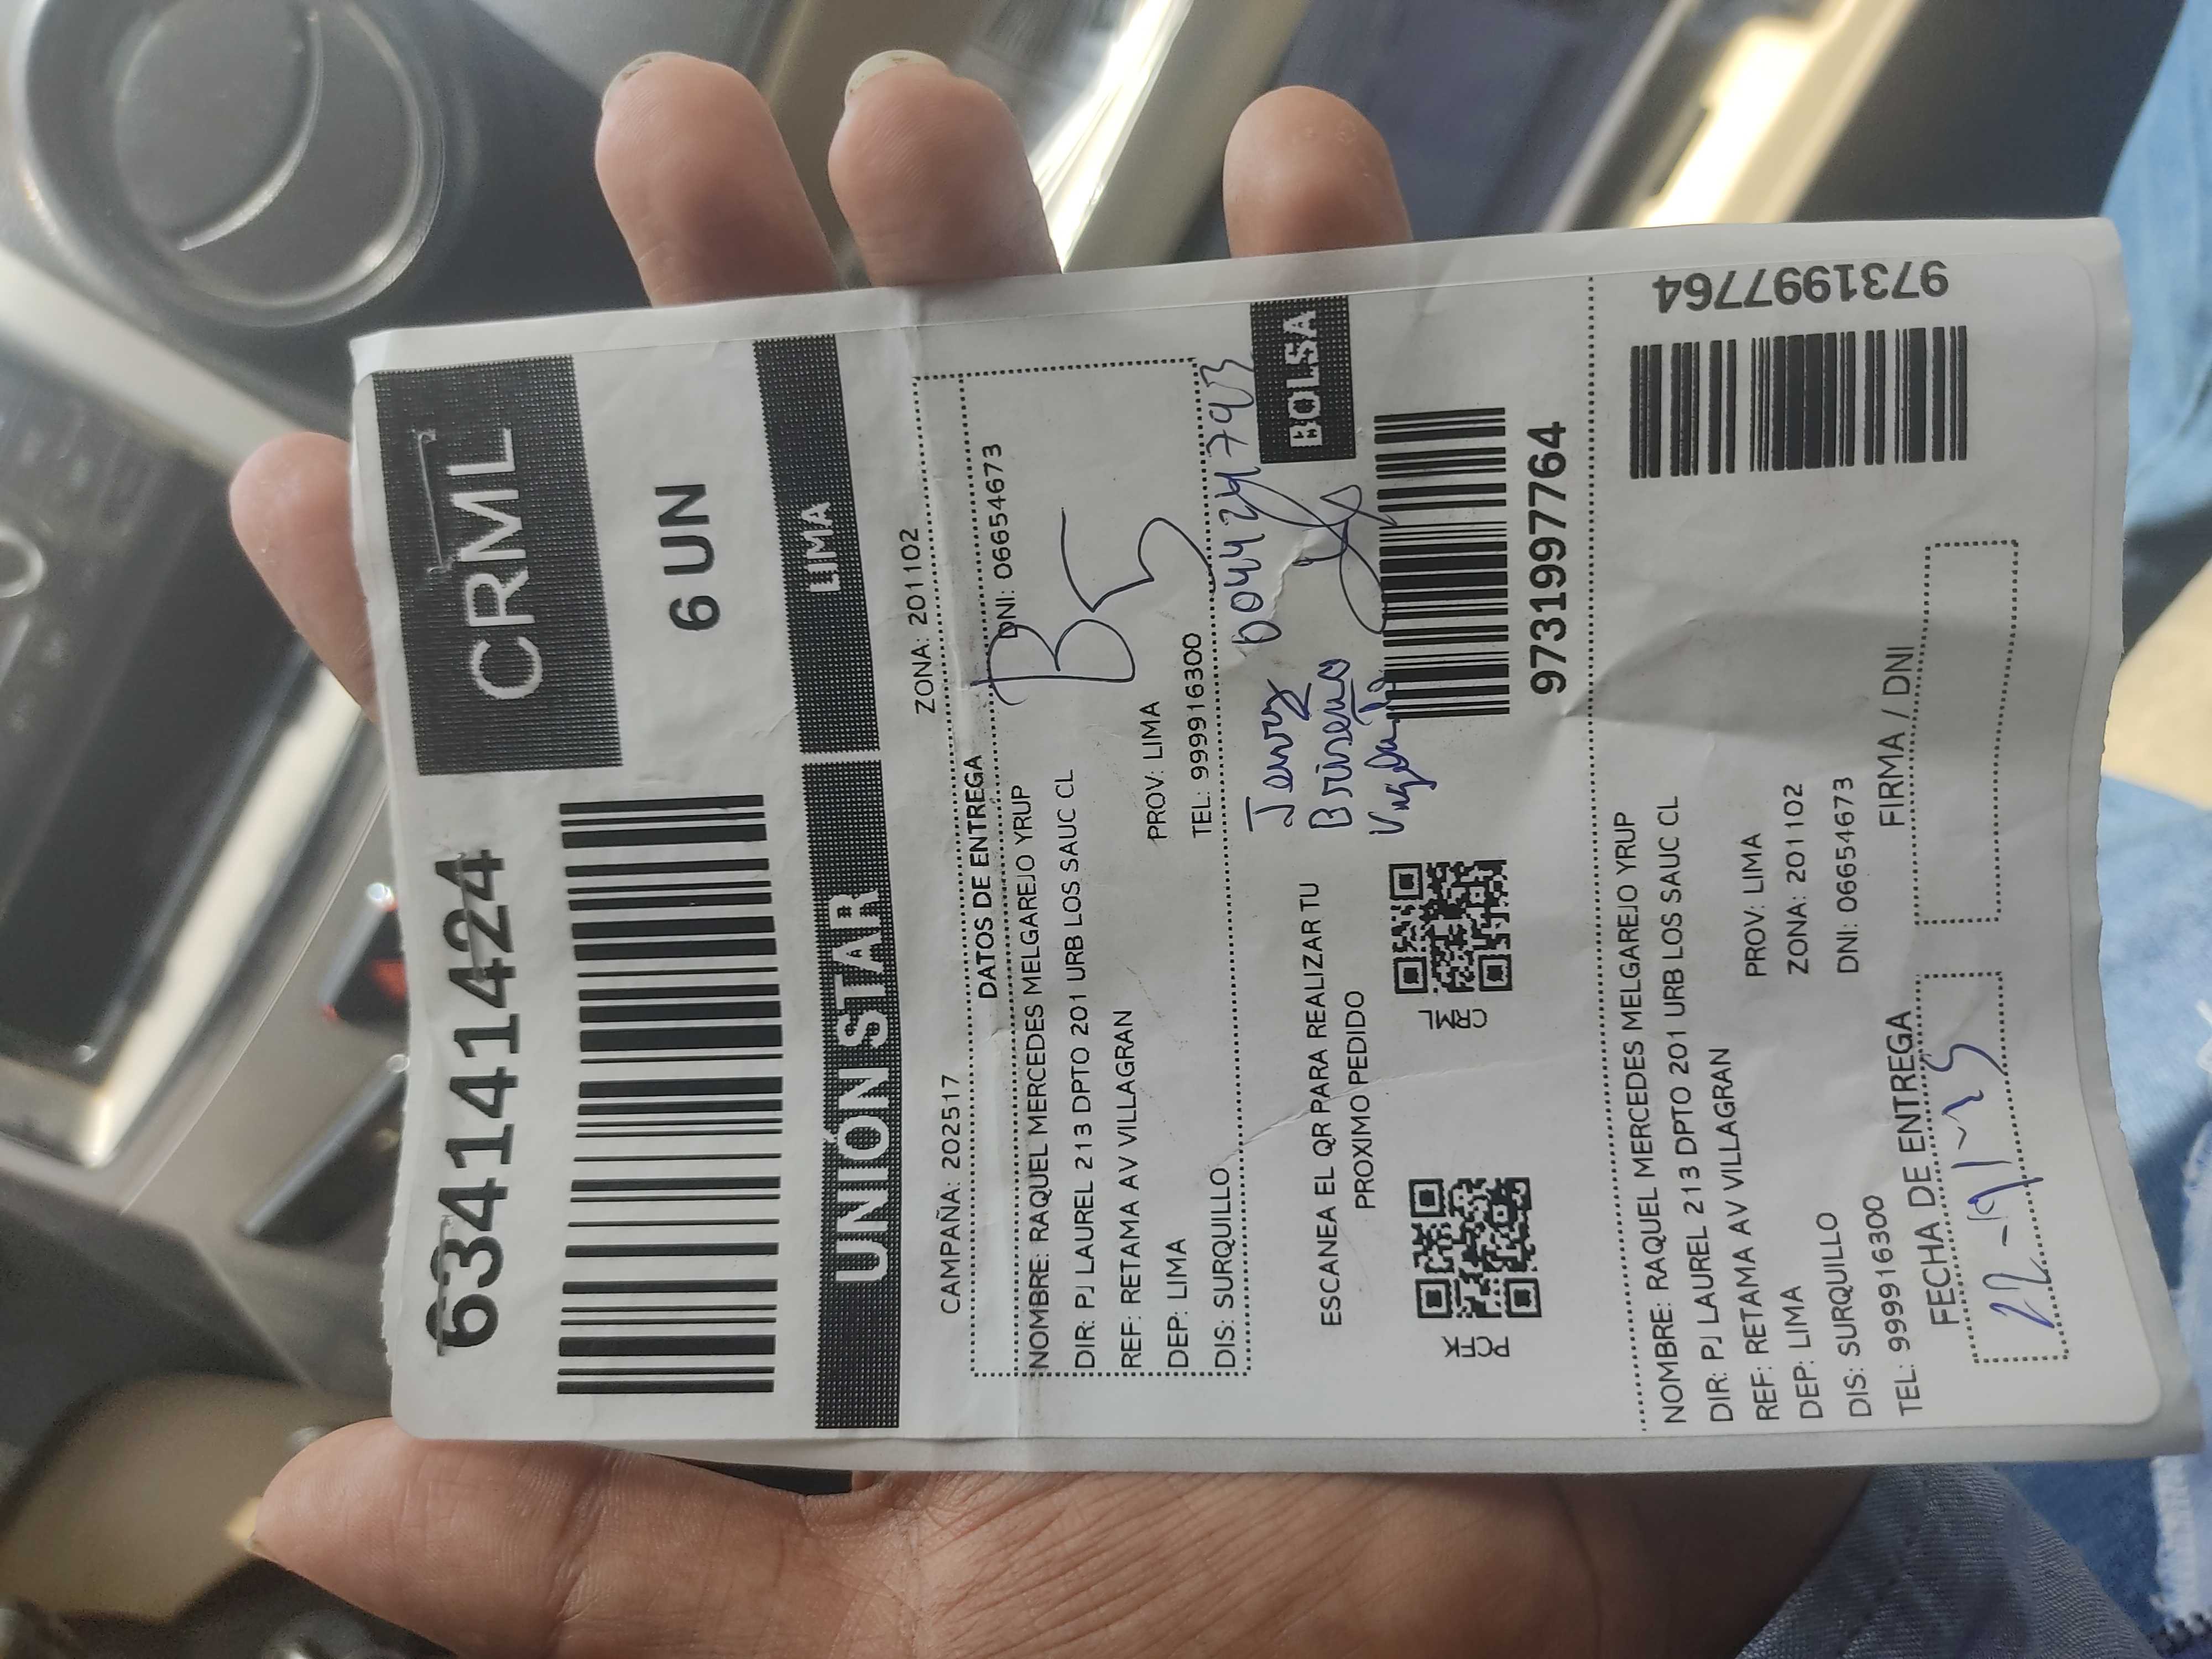 634141424
CRML
6 UN
UNIÓN STAR
LIMA
CAMPAÑA: 202517
ZONA: 201102
DATOS DE ENTREGA
NOMBRE: RAQUEL MERCEDES MELGAREJO YRUP
DNI: 06654673
DIR: PJ LAUREL 213 DPTO 201 URB LOS SAUC CL
B5
REF: RETAMA AV VILLAGRAN
DEP: LIMA
PROV: LIMA
DIS: SURQUILLO
TEL: 999916300
Jenny
Briseño
ESCANEA EL QR PARA REALIZAR TU
PROXIMO PEDIDO
BOLSA
CRML
9731997764
NOMBRE: RAQUEL MERCEDES MELGAREJO YRUP
DIR: PJ LAUREL 213 DPTO 201 URB LOS SAUC CL
REF: RETAMA AV VILLAGRAN
DEP: LIMA
PROV: LIMA
DIS: SURQUILLO
ZONA: 201102
TEL: 999916300
DNI: 06654673
FECHA DE ENTREGA
FIRMA / DNI
9731997764